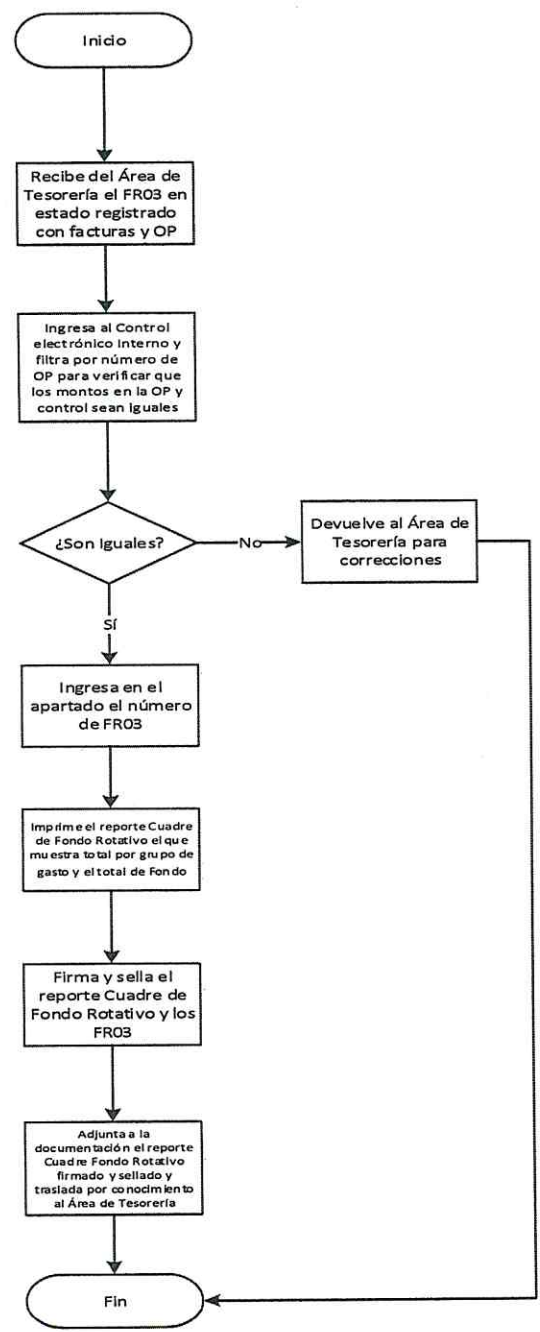 Inicio
Recibe del Área de
Tesorería el FR03 en
estado registrado
con facturas y OP
Ingresa al Control
electrónico Interno y
filtra por número de
OP para verificar que
los montos en la OP y
control sean Iguales
¿Son Iguales?
No
Devuelve al Área de
Tesorería para
correcciones
Sí
Ingresa en el
apartado el número
de FR03
Imprime el reporte Cuadre
de Fondo Rotativo el que
muestra total por grupo de
gasto y el total de Fondo
Firma y sella el
reporte Cuadre de
Fondo Rotativo y los
FR03
Adjunta a la
documentación el reporte
Cuadre Fondo Rotativo
firmado y sellado y
traslada por conocimiento
al Área de Tesorería
Fin